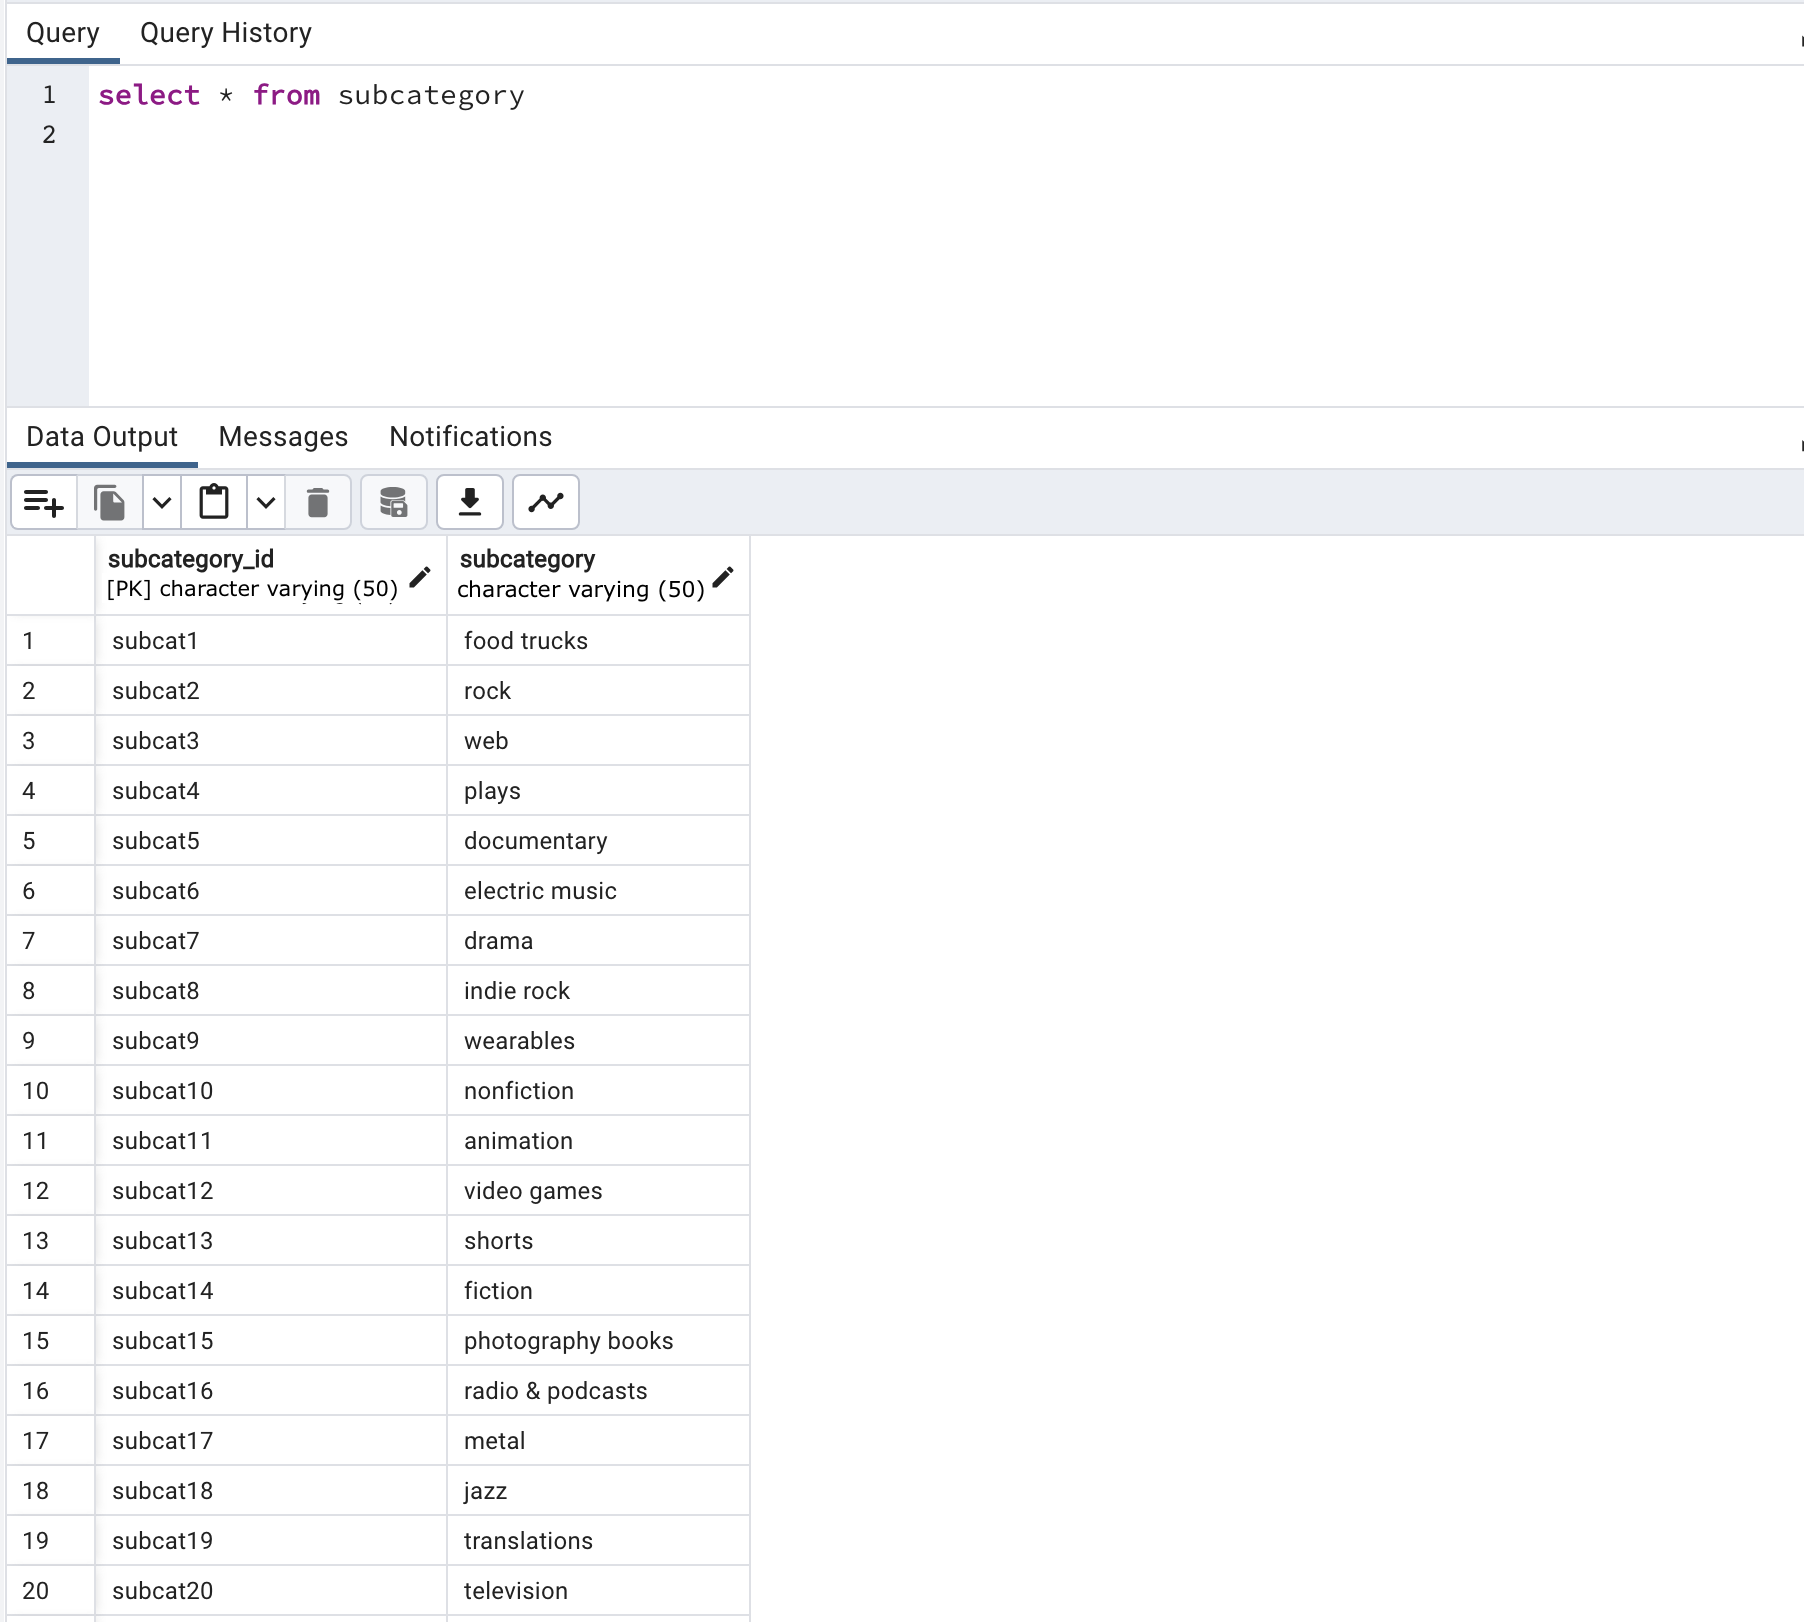 Query Query History
1 select * from subcategory
2
Data Output Messages Notifications
subcategory_id subcategory
[PK] character varying (50) character varying (50)
1 subcat1 food trucks
2 subcat2 rock
3 subcat3 web
4 subcat4 plays
5 subcat5 documentary
6 subcat6 electric music
7 subcat7 drama
8 subcat8 indie rock
9 subcat9 wearables
10 subcat10 nonfiction
11 subcat11 animation
12 subcat12 video games
13 subcat13 shorts
14 subcat14 fiction
15 subcat15 photography books
16 subcat16 radio & podcasts
17 subcat17 metal
18 subcat18 jazz
19 subcat19 translations
20 subcat20 television